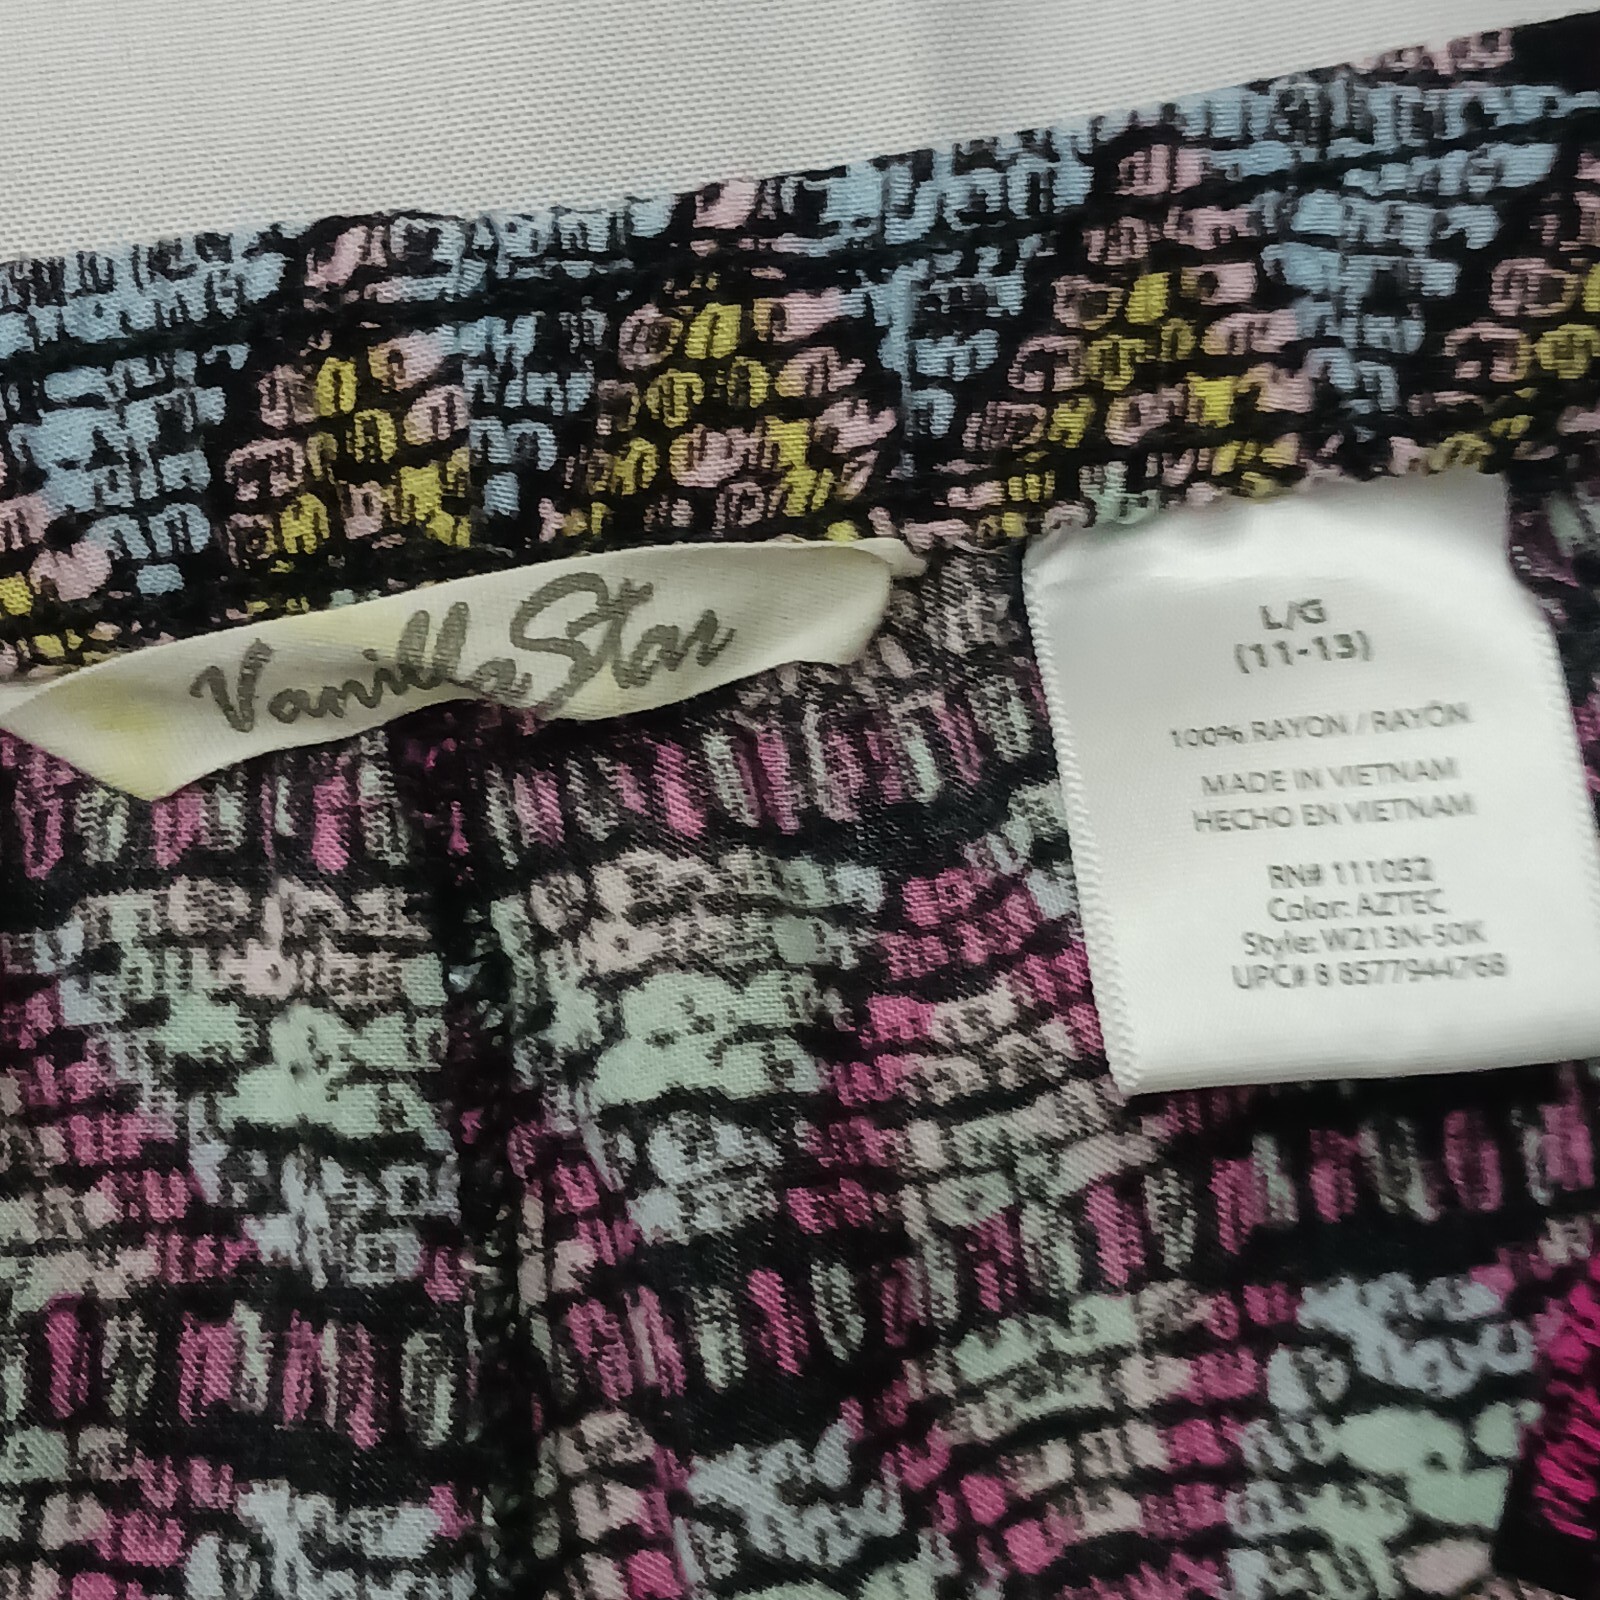 Vanilla Star
L/G
(11-13)
100% RAYON / RAYÓN
MADE IN VIETNAM
HECHO EN VIETNAM
RN# 111052
Color: AZTEC
Style: W213N-50K
UPC# 8 8577944768